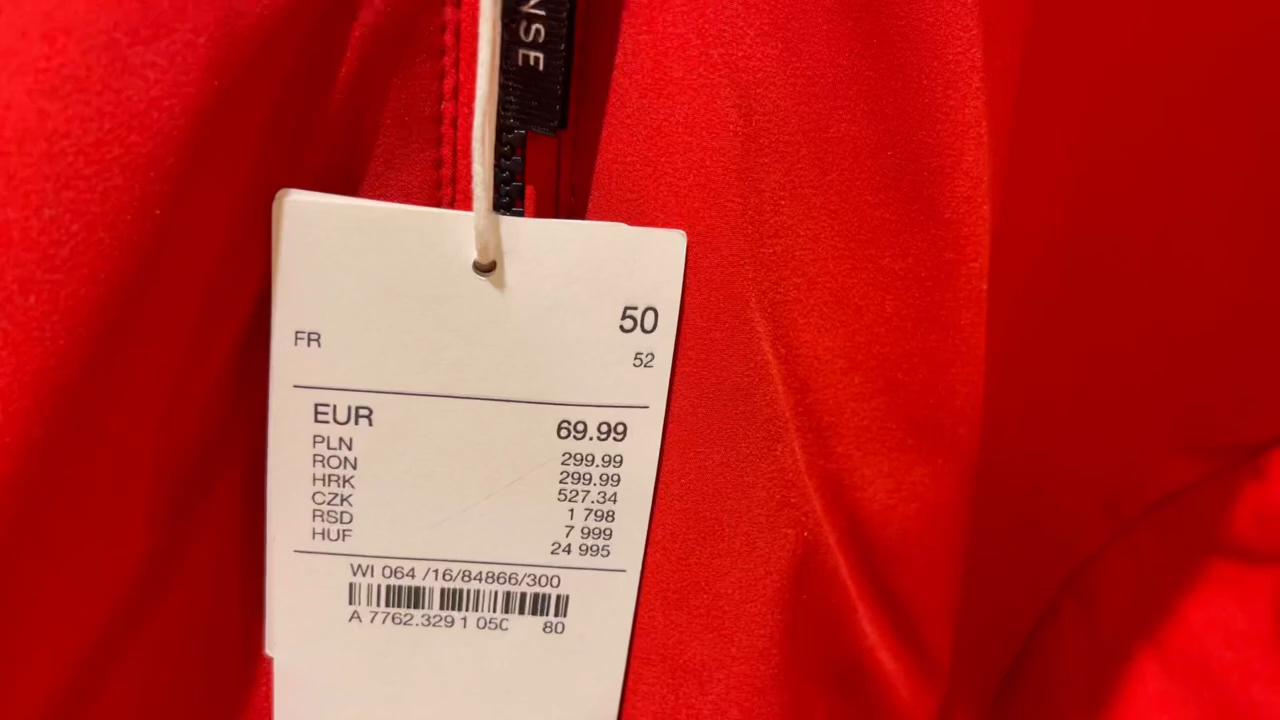 NSE
50
FR 52
EUR 69.99
PLN 299.99
RON 299.99
HRK 527.34
CZK 1 798
RSD 7 999
HUF 24 995
WI 064 /16/84866/300
A 7762.329 1 050 80